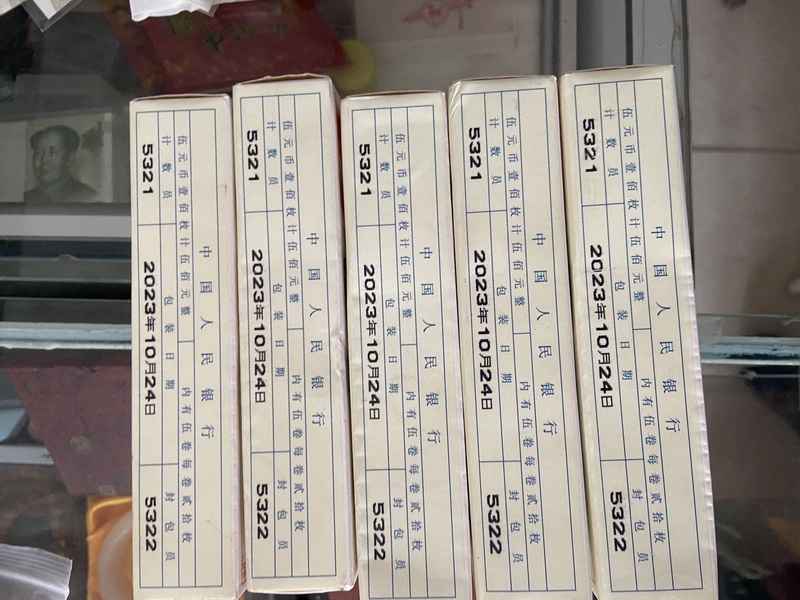 中国人民银行
伍元币壹佰枚计伍佰元整 内有伍卷每卷贰拾枚
计数员 包装日期 封包员
5321 2023年10月24日 5322
中国人民银行
伍元币壹佰枚计伍佰元整 内有伍卷每卷贰拾枚
计数员 包装日期 封包员
5321 2023年10月24日 5322
中国人民银行
伍元币壹佰枚计伍佰元整 内有伍卷每卷贰拾枚
计数员 包装日期 封包员
5321 2023年10月24日 5322
中国人民银行
伍元币壹佰枚计伍佰元整 内有伍卷每卷贰拾枚
计数员 包装日期 封包员
5321 2023年10月24日 5322
中国人民银行
伍元币壹佰枚计伍佰元整 内有伍卷每卷贰拾枚
计数员 包装日期 封包员
5321 2023年10月24日 5322